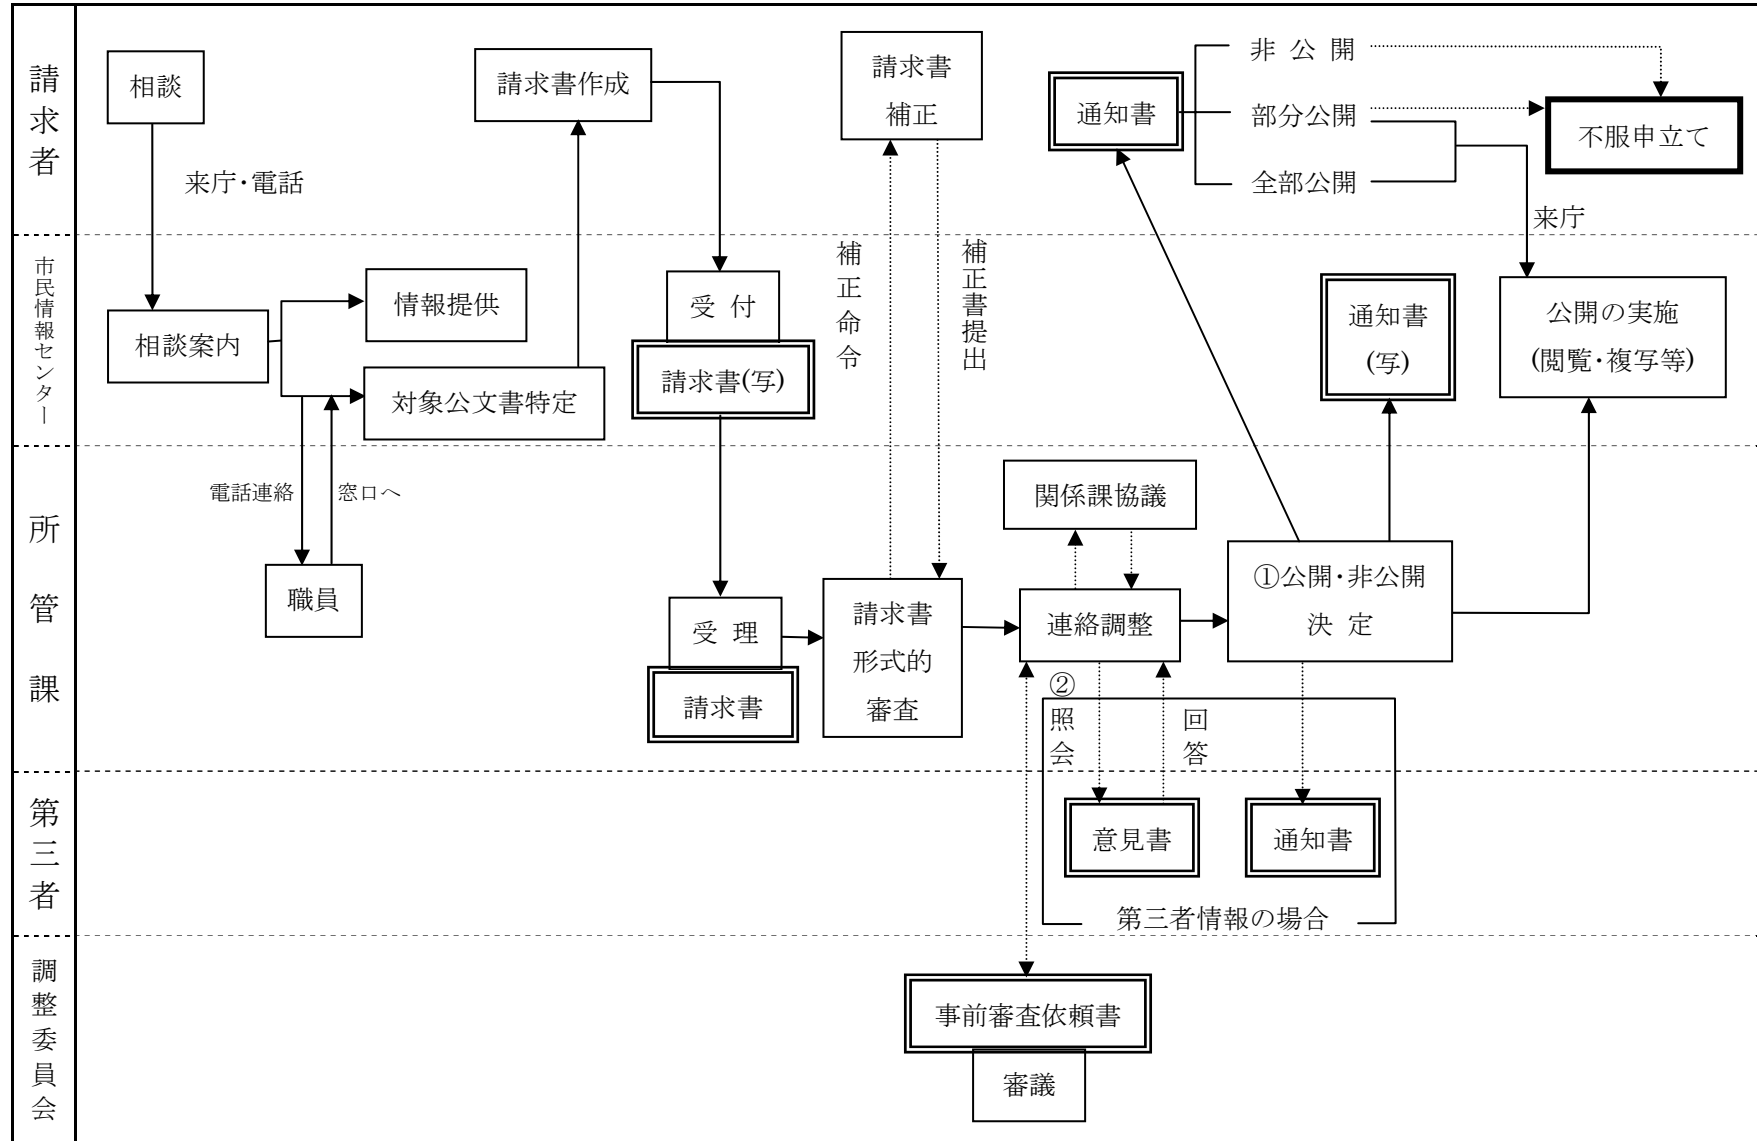 請求者
相談
来庁・電話
請求書作成
請求書
補正
通知書
非 公 開
部分公開
全部公開
不服申立て
来庁
市民情報センター
相談案内
情報提供
対象公文書特定
受 付
請求書(写)
補正命令
補正書提出
通知書
(写)
公開の実施
(閲覧・複写等)
所管課
電話連絡
窓口へ
職員
受 理
請求書
請求書
形式的
審査
関係課協議
連絡調整
①公開・非公開
決 定
②
照会
回答
第三者
意見書
通知書
第三者情報の場合
調整委員会
事前審査依頼書
審議